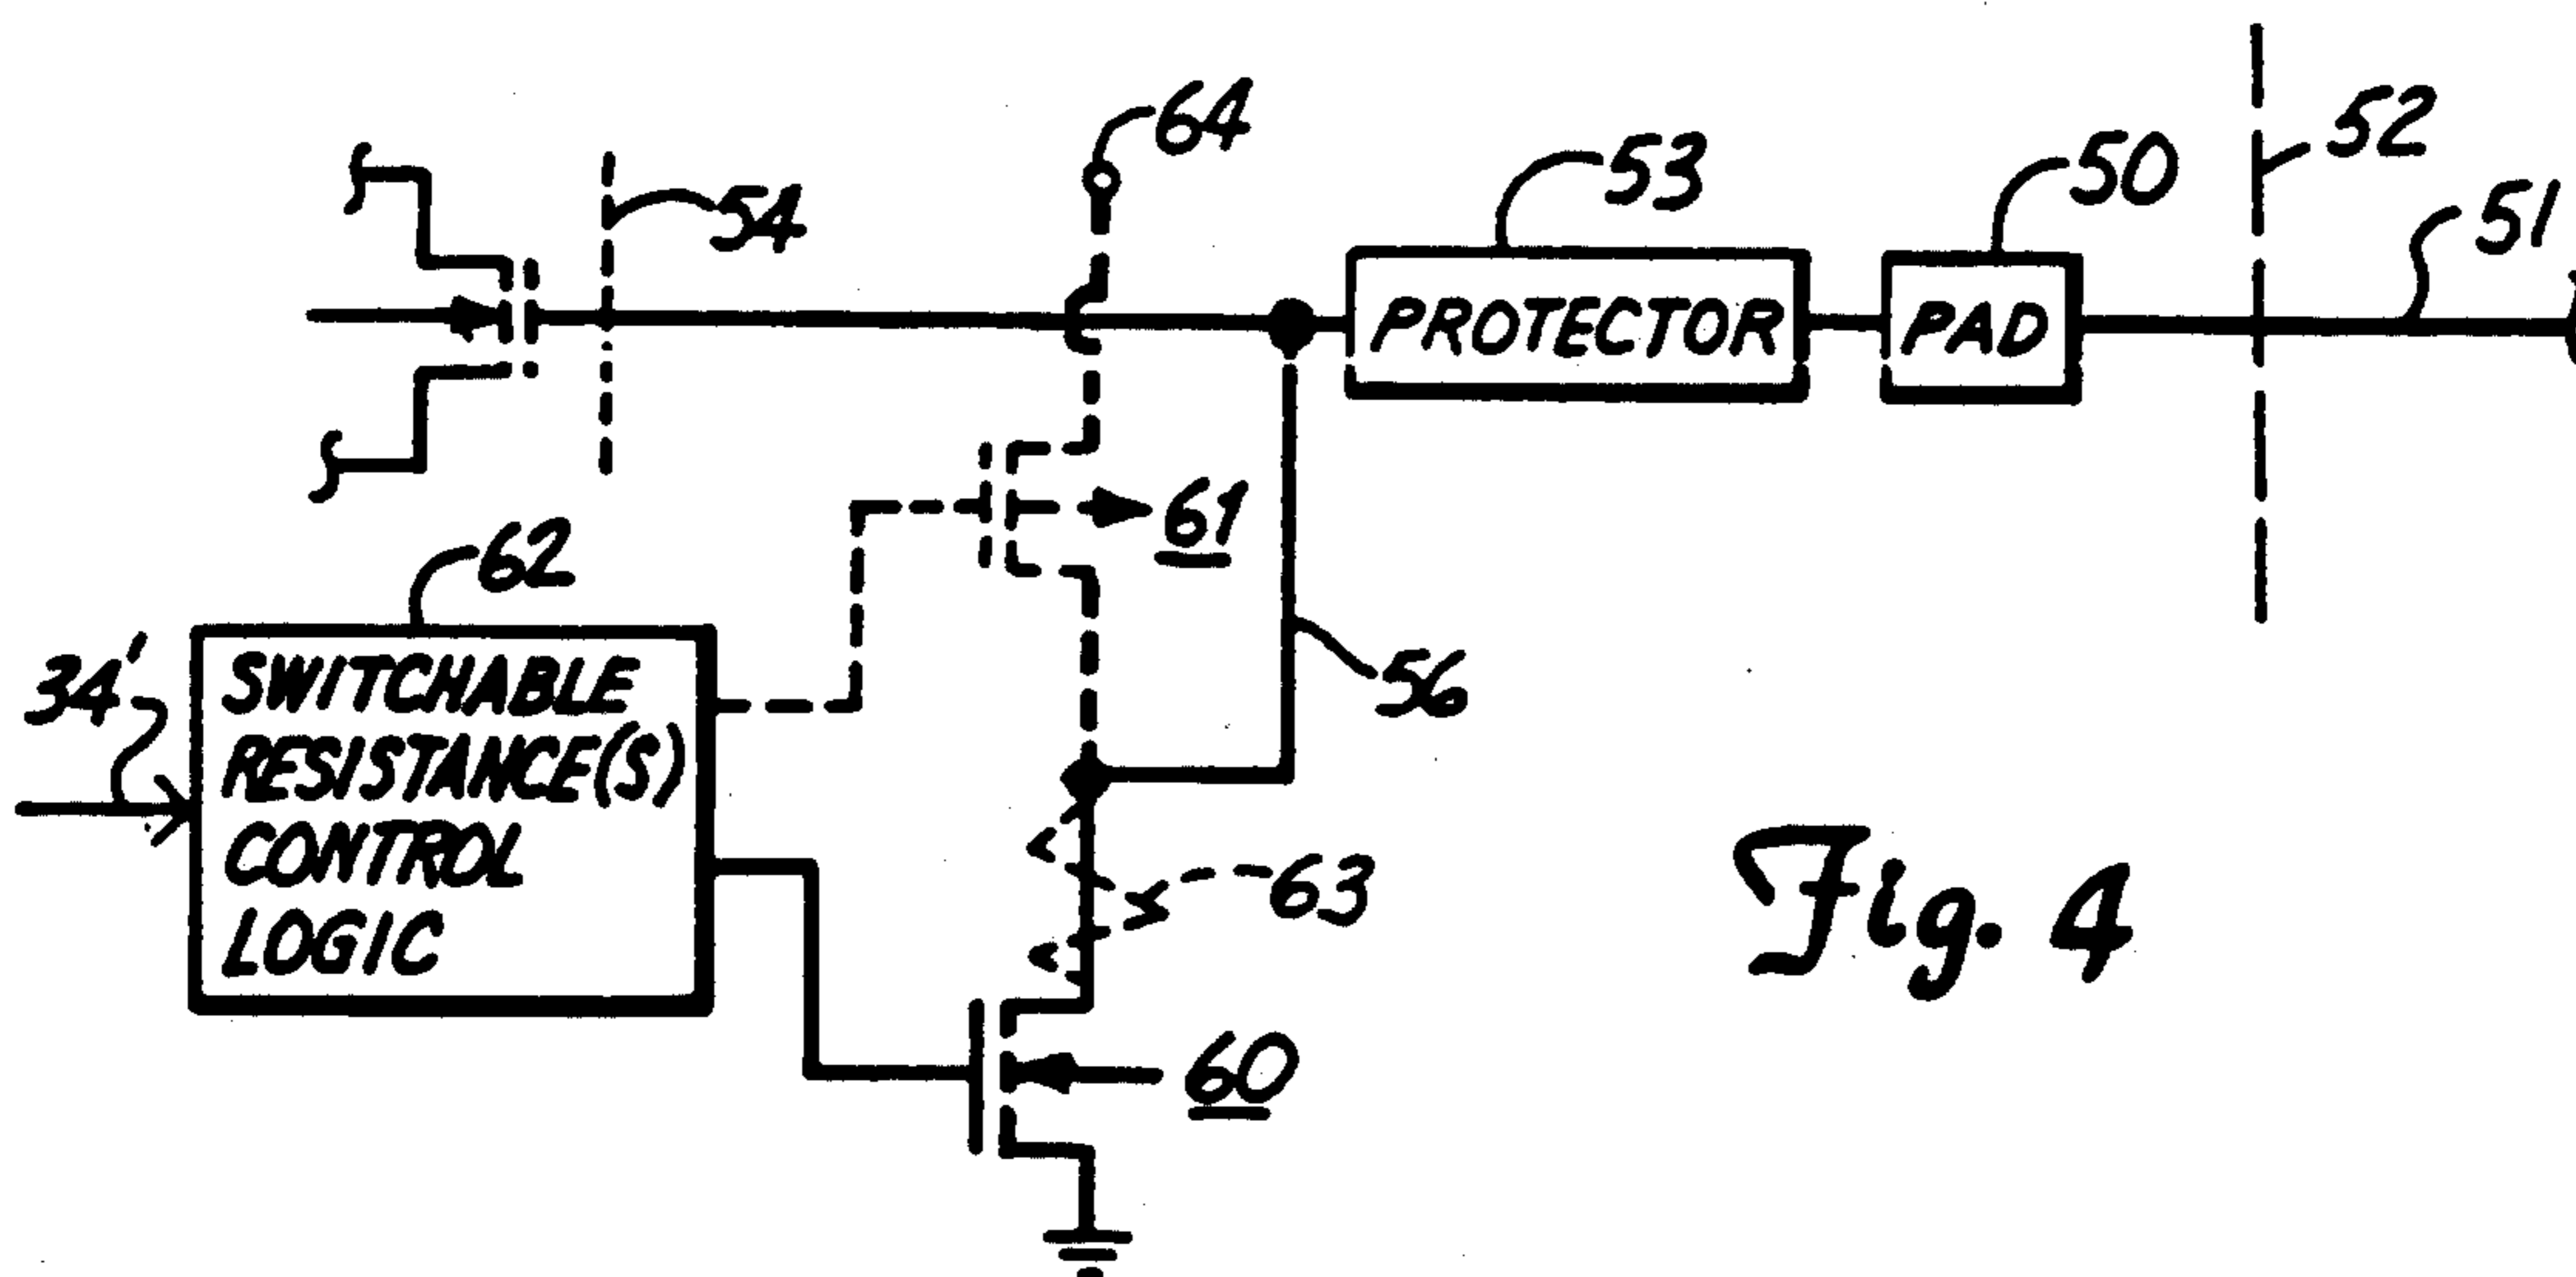 64
52
53
50
54
51
PROTECTOR
PAD
61
62
34'
SWITCHABLE
RESISTANCE(S)
CONTROL
LOGIC
56
63
60
Fig. 4